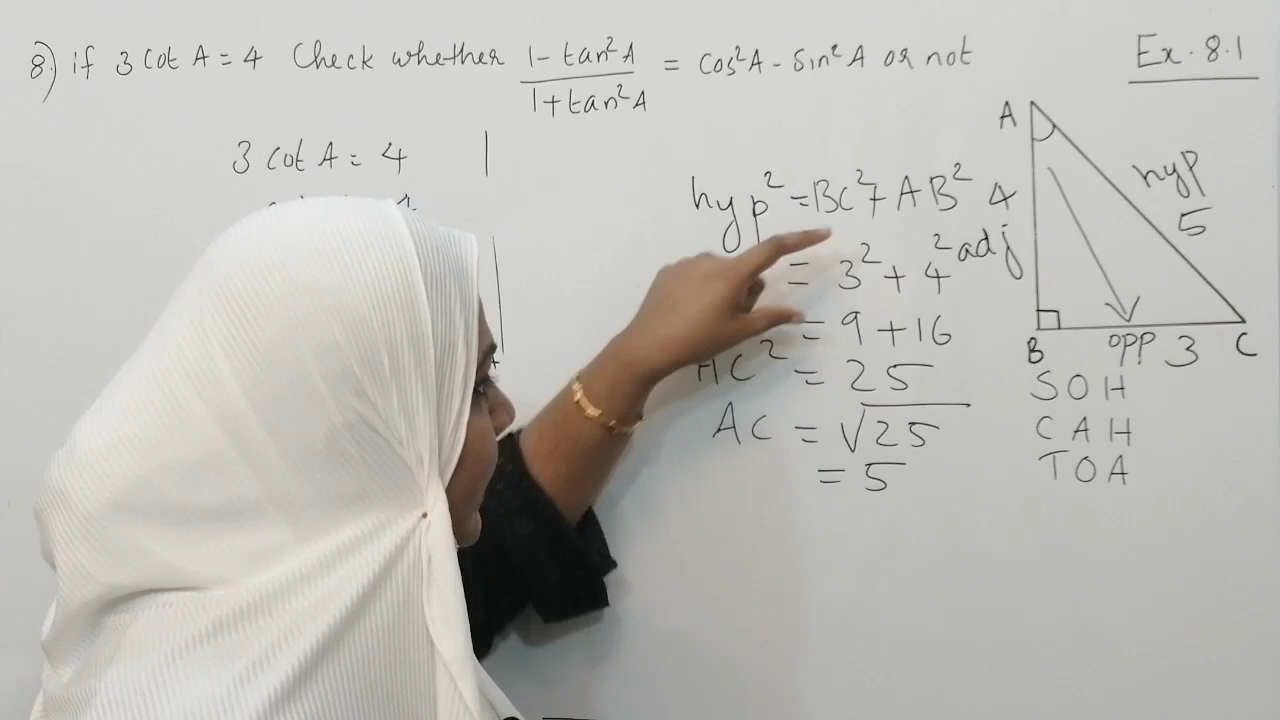 8.) if 3 cot A = 4 Check whether (1 - tan²A)/(1 + tan²A) = cos²A - sin²A or not
Ex. 8.1
3 cot A = 4
hyp² = BC² + AB²
= 3² + 4²
= 9 + 16
AC² = 25
AC = √25
= 5
A
4
adj
hyp
5
B opp 3 C
SOH
CAH
TOA